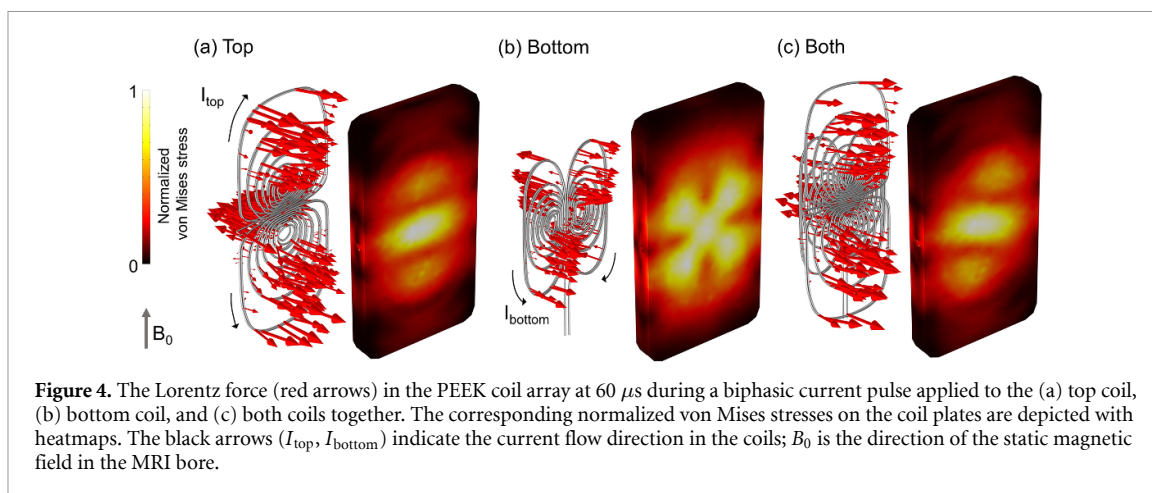 (a) Top
(b) Bottom
(c) Both
1
Normalized
von Mises stress
0
B₀
I_top
I_bottom
Figure 4. The Lorentz force (red arrows) in the PEEK coil array at 60 μs during a biphasic current pulse applied to the (a) top coil,
(b) bottom coil, and (c) both coils together. The corresponding normalized von Mises stresses on the coil plates are depicted with
heatmaps. The black arrows (I_top, I_bottom) indicate the current flow direction in the coils; B₀ is the direction of the static magnetic
field in the MRI bore.